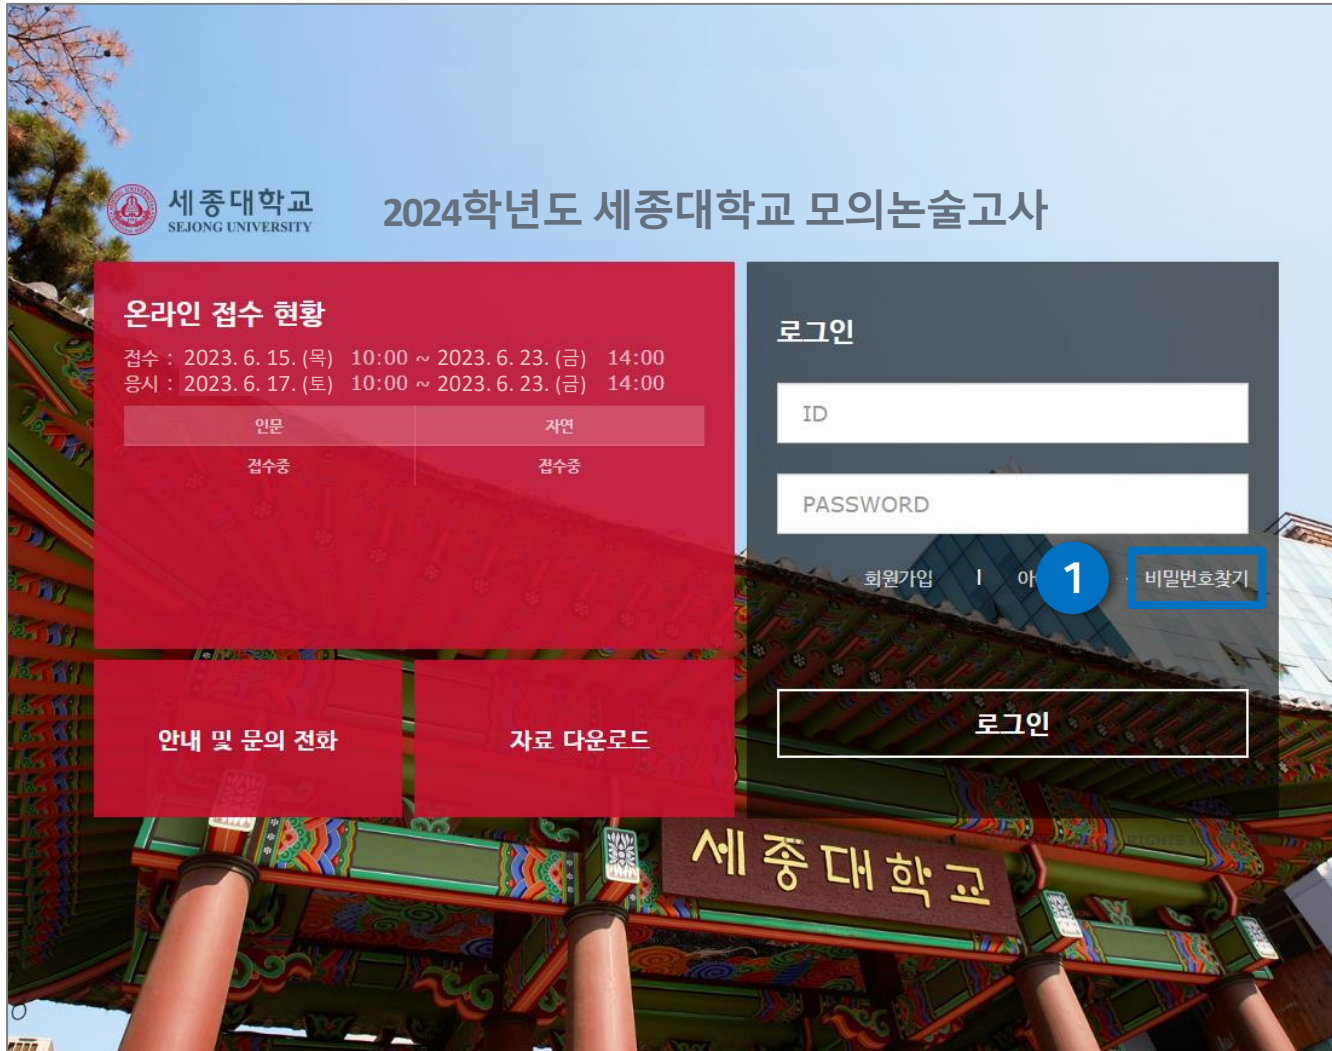 세종대학교
SEJONG UNIVERSITY
2024학년도 세종대학교 모의논술고사
온라인 접수 현황
접수 : 2023. 6. 15. (목) 10:00 ~ 2023. 6. 23. (금) 14:00
응시 : 2023. 6. 17. (토) 10:00 ~ 2023. 6. 23. (금) 14:00
인문 자연
접수중 접수중
안내 및 문의 전화
자료 다운로드
로그인
ID
PASSWORD
회원가입 | 아 1 비밀번호찾기
로그인
세종대학교